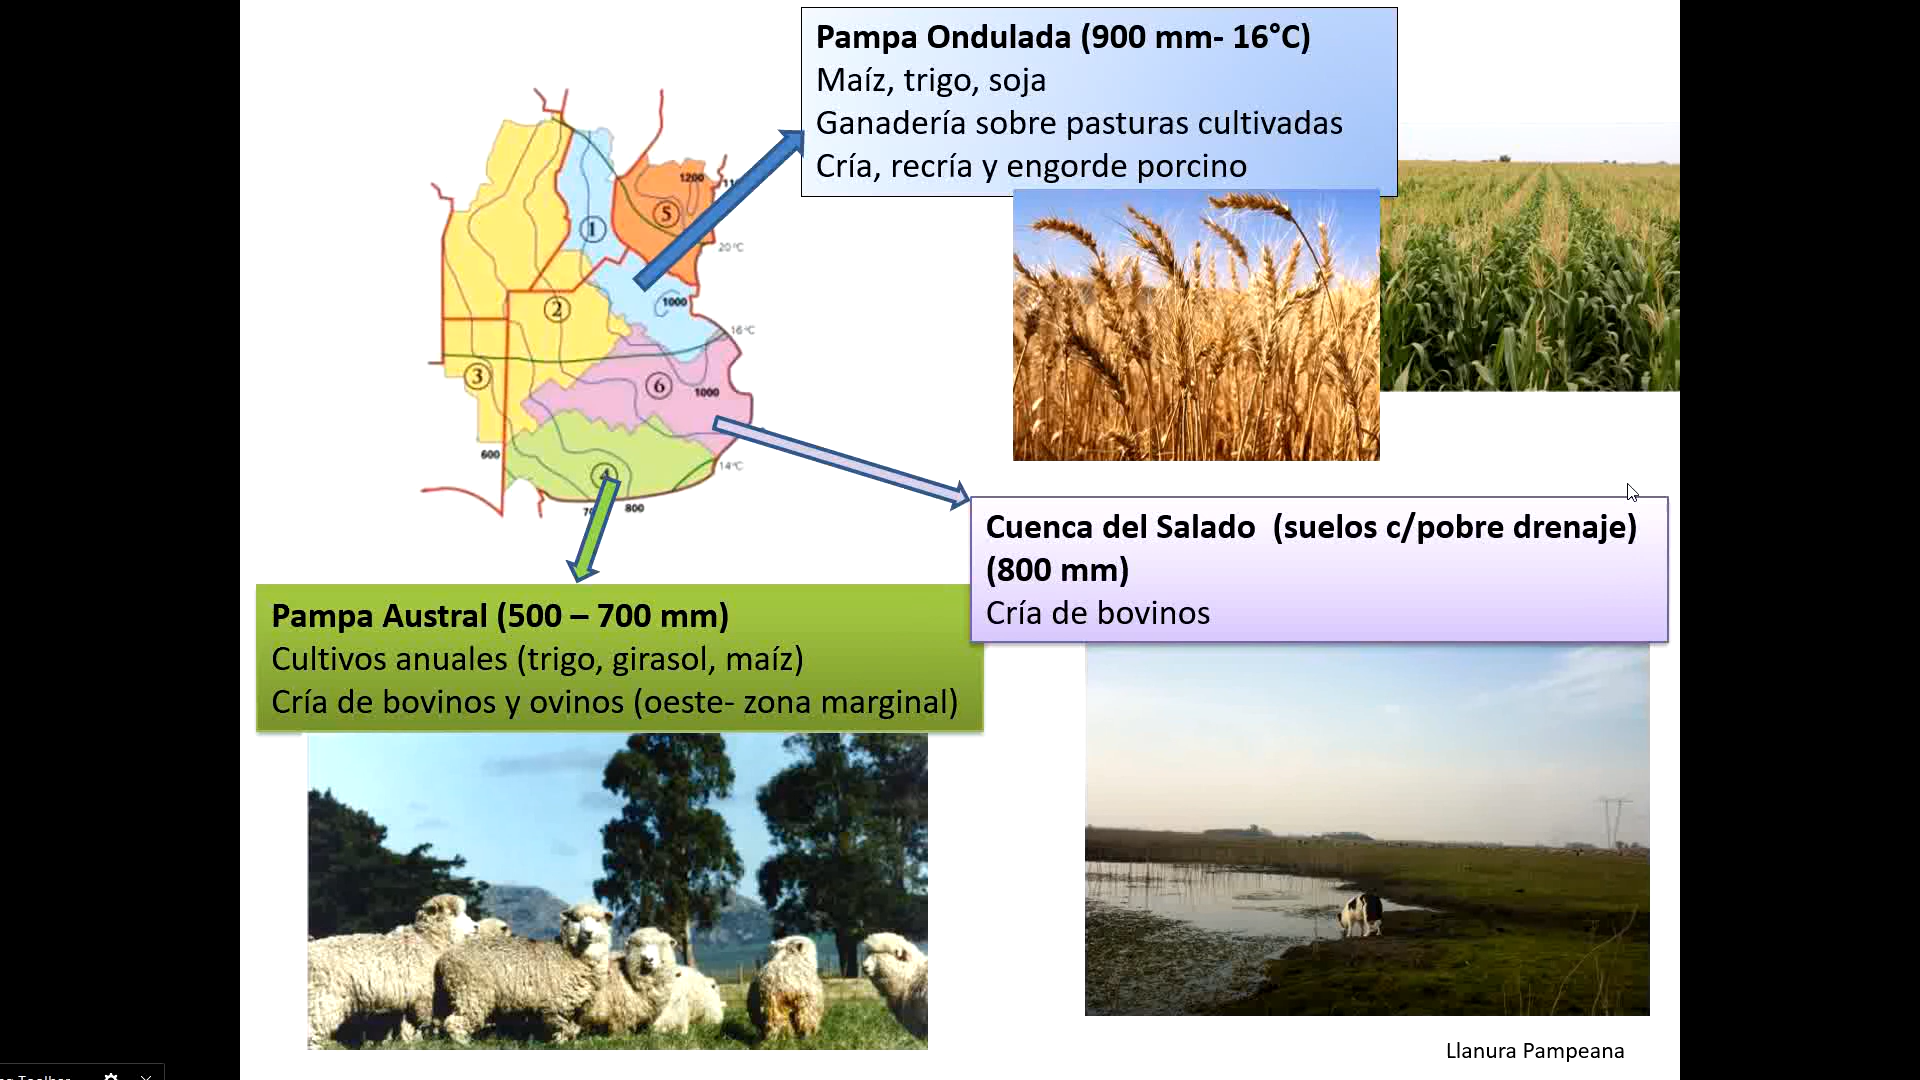 Pampa Ondulada (900 mm- 16°C)
Maíz, trigo, soja
Ganadería sobre pasturas cultivadas
Cría, recría y engorde porcino
1200
5
1
20°C
1000
2
16°C
3
6
1000
600
4
14°C
800
Cuenca del Salado (suelos c/pobre drenaje)
(800 mm)
Cría de bovinos
Pampa Austral (500 – 700 mm)
Cultivos anuales (trigo, girasol, maíz)
Cría de bovinos y ovinos (oeste- zona marginal)
Llanura Pampeana